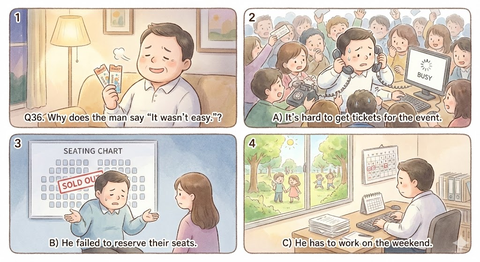 1
Q36. Why does the man say "It wasn't easy."?
2
BUSY
A) It's hard to get tickets for the event.
3
SEATING CHART
SOLD OU
B) He failed to reserve their seats.
4
C) He has to work on the weekend.